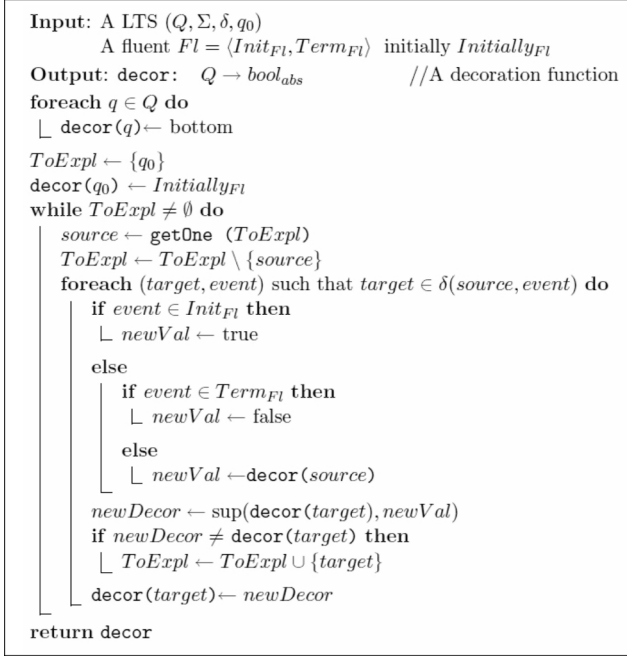 Input: A LTS (Q, Σ, δ, q₀)
A fluent Fl = ⟨Init_Fl, Term_Fl⟩ initially Initially_Fl
Output: decor: Q → bool_abs //A decoration function
foreach q ∈ Q do
decor(q)← bottom
ToExpl ← {q₀}
decor(q₀) ← Initially_Fl
while ToExpl ≠ ∅ do
source ← getOne (ToExpl)
ToExpl ← ToExpl \ {source}
foreach (target, event) such that target ∈ δ(source, event) do
if event ∈ Init_Fl then
newVal ← true
else
if event ∈ Term_Fl then
newVal ← false
else
newVal ←decor(source)
newDecor ← sup(decor(target), newVal)
if newDecor ≠ decor(target) then
ToExpl ← ToExpl ∪ {target}
decor(target)← newDecor
return decor